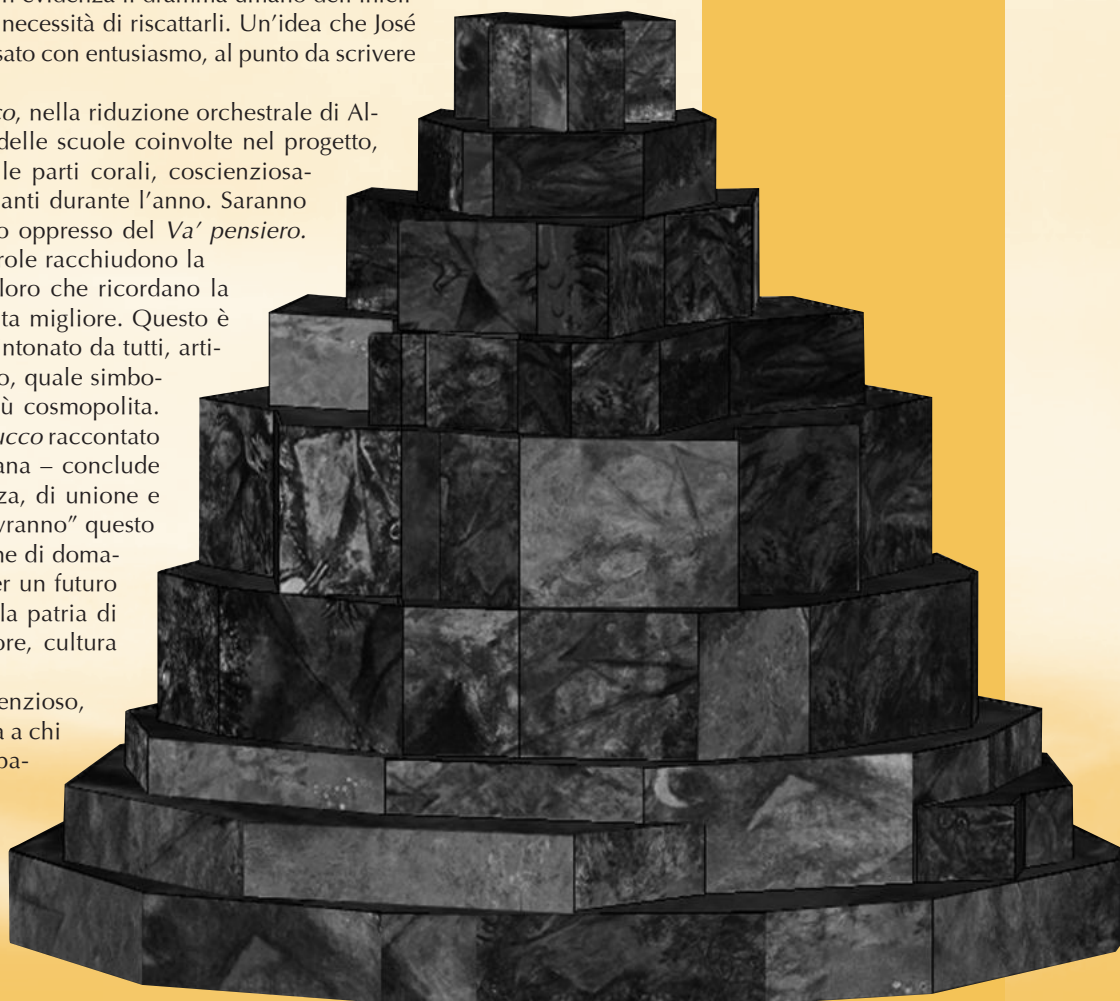 necessità di riscattarli. Un’idea che José
sato con entusiasmo, al punto da scrivere
co, nella riduzione orchestrale di Al-
delle scuole coinvolte nel progetto,
le parti corali, coscienziosa-
anti durante l’anno. Saranno
o oppresso del Va’ pensiero.
role racchiudono la
loro che ricordano la
ta migliore. Questo è
ntonato da tutti, arti-
o, quale simbo-
ù cosmopolita.
ucco raccontato
ana – conclude
za, di unione e
vranno” questo
ne di doma-
er un futuro
la patria di
ore, cultura
enzioso,
a a chi
pa-